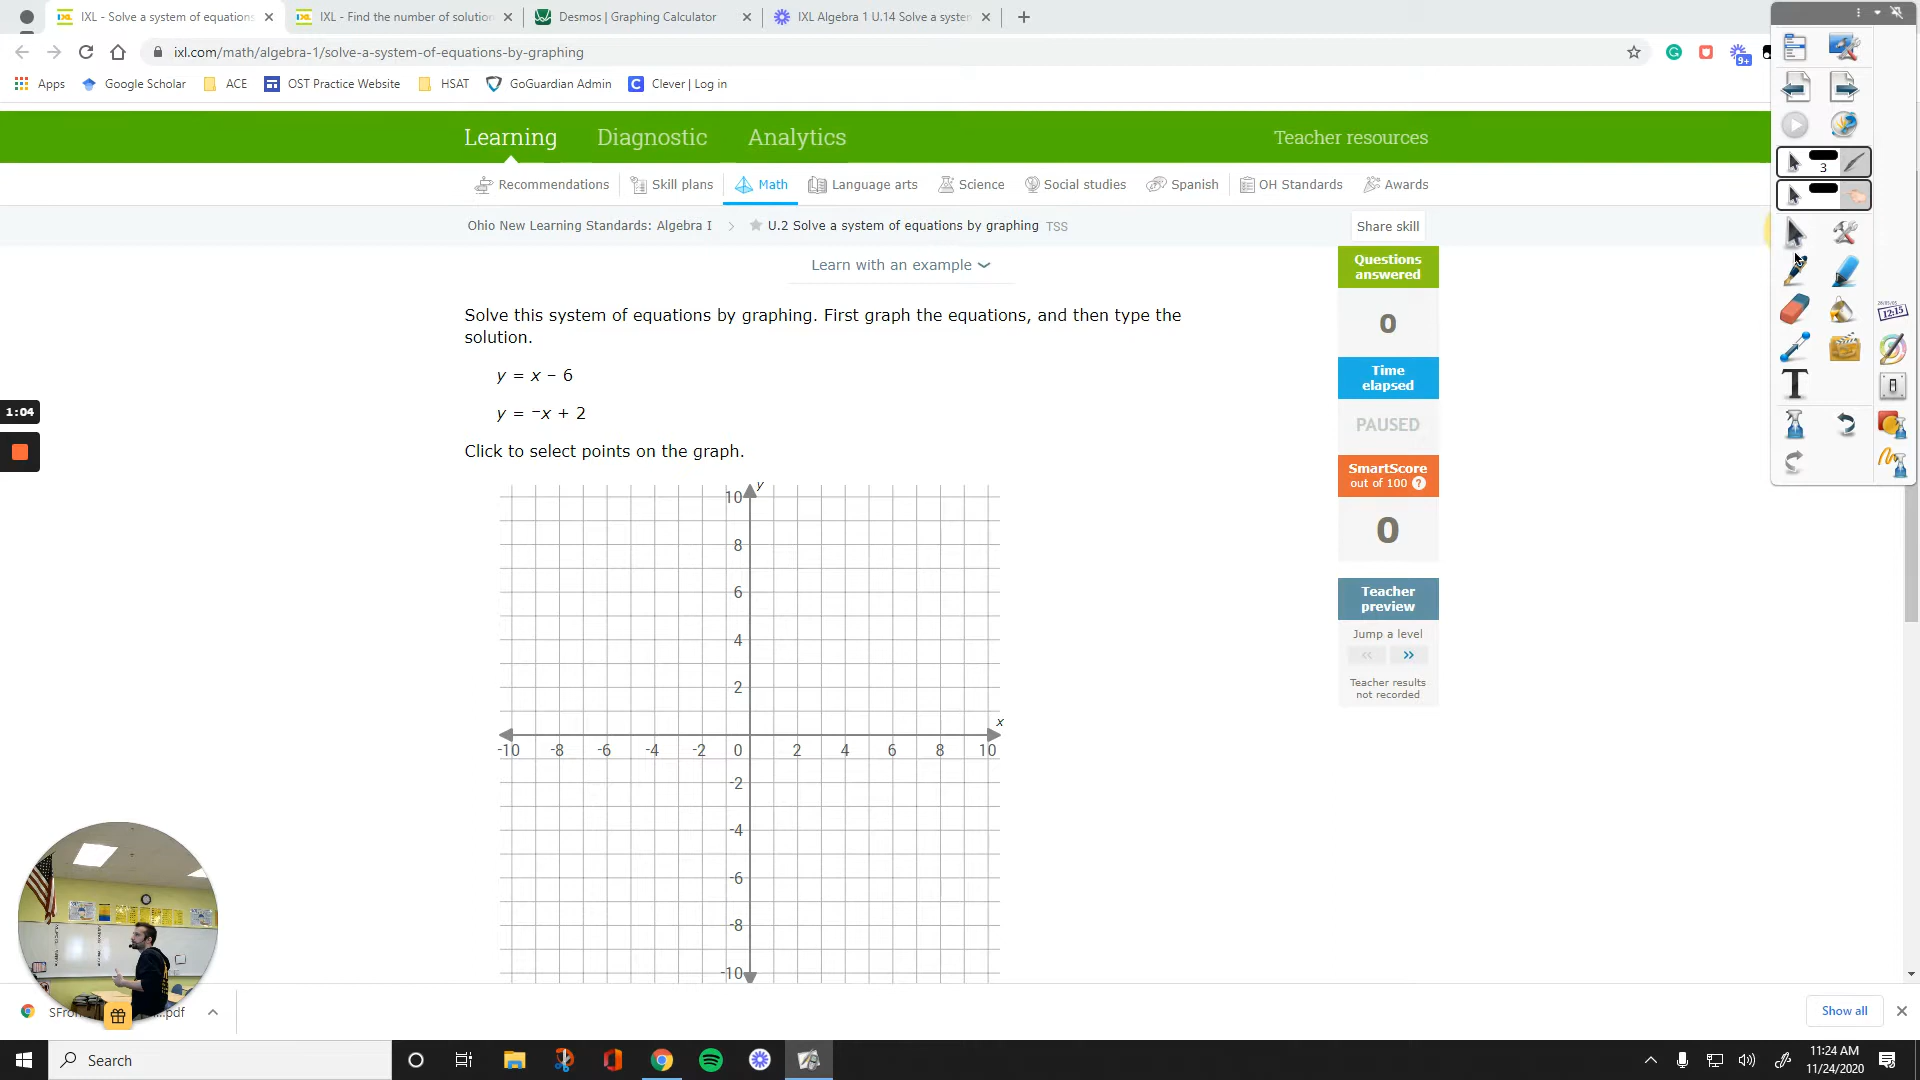 IXL - Solve a system of equations
IXL - Find the number of solution
Desmos | Graphing Calculator
IXL Algebra 1 U.14 Solve a system
ixl.com/math/algebra-1/solve-a-system-of-equations-by-graphing
9+
Apps
Google Scholar
ACE
OST Practice Website
HSAT
GoGuardian Admin
Clever | Log in
Learning
Diagnostic
Analytics
Teacher resources
Recommendations
Skill plans
Math
Language arts
Science
Social studies
Spanish
OH Standards
Awards
Ohio New Learning Standards: Algebra I
U.2 Solve a system of equations by graphing TSS
Share skill
Learn with an example
Questions
answered
0
Time
elapsed
PAUSED
SmartScore
out of 100 ?
0
Teacher
preview
Jump a level
<< >>
Teacher results
not recorded
Solve this system of equations by graphing. First graph the equations, and then type the
solution.
y = x − 6
y = −x + 2
Click to select points on the graph.
y
10
8
6
4
2
x
-10 -8 -6 -4 -2 0 2 4 6 8 10
-2
-4
-6
-8
-10
1:04
3
12:15
T
Show all
Search
11:24 AM
11/24/2020